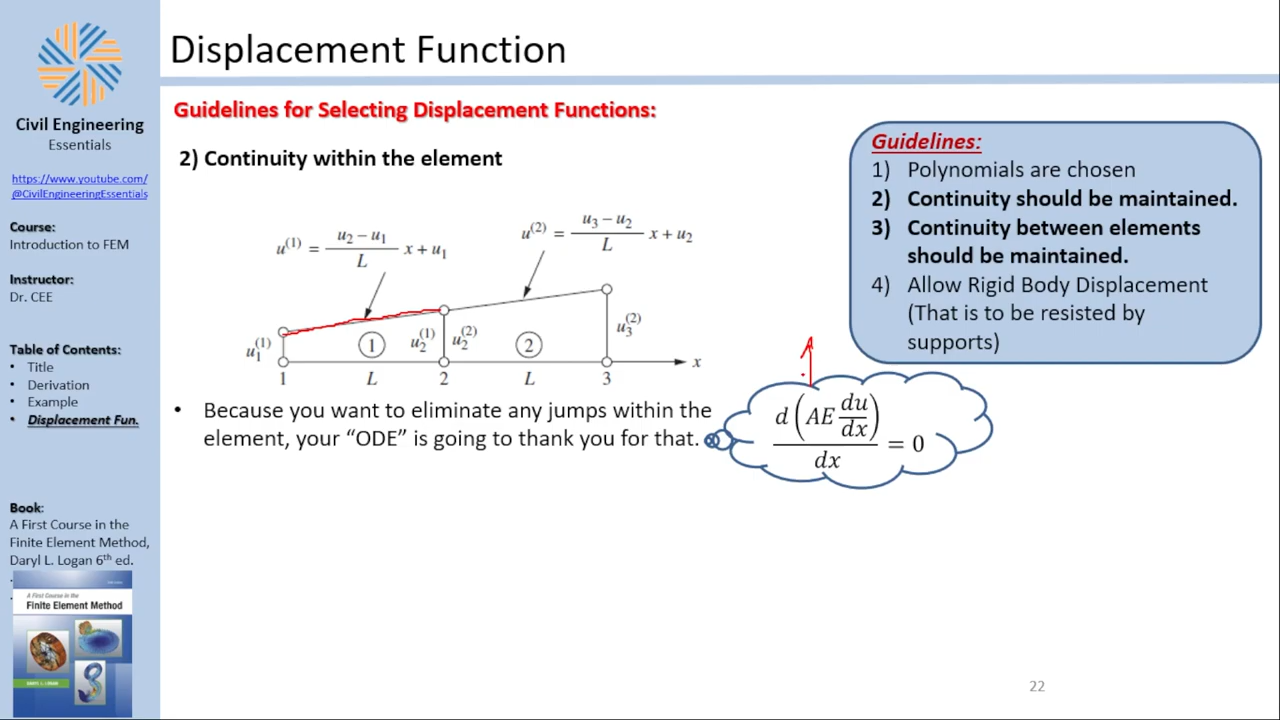 Displacement Function
Civil Engineering
Essentials
https://www.youtube.com/
@CivilEngineeringEssentials
Course:
Introduction to FEM
Instructor:
Dr. CEE
Table of Contents:
• Title
• Derivation
• Example
• Displacement Fun.
Book:
A First Course in the
Finite Element Method,
Daryl L. Logan 6th ed.
A First Course in the
Finite Element Method
Guidelines for Selecting Displacement Functions:
2) Continuity within the element
u^(1) = (u₂ − u₁)/L x + u₁
u^(2) = (u₃ − u₂)/L x + u₂
u₁^(1) 1 u₂^(1) u₂^(2) 2 u₃^(2)
x
1 L 2 L 3
• Because you want to eliminate any jumps within the
element, your “ODE” is going to thank you for that.
d(AE du/dx)/dx = 0
Guidelines:
1) Polynomials are chosen
2) Continuity should be maintained.
3) Continuity between elements
should be maintained.
4) Allow Rigid Body Displacement
(That is to be resisted by
supports)
22